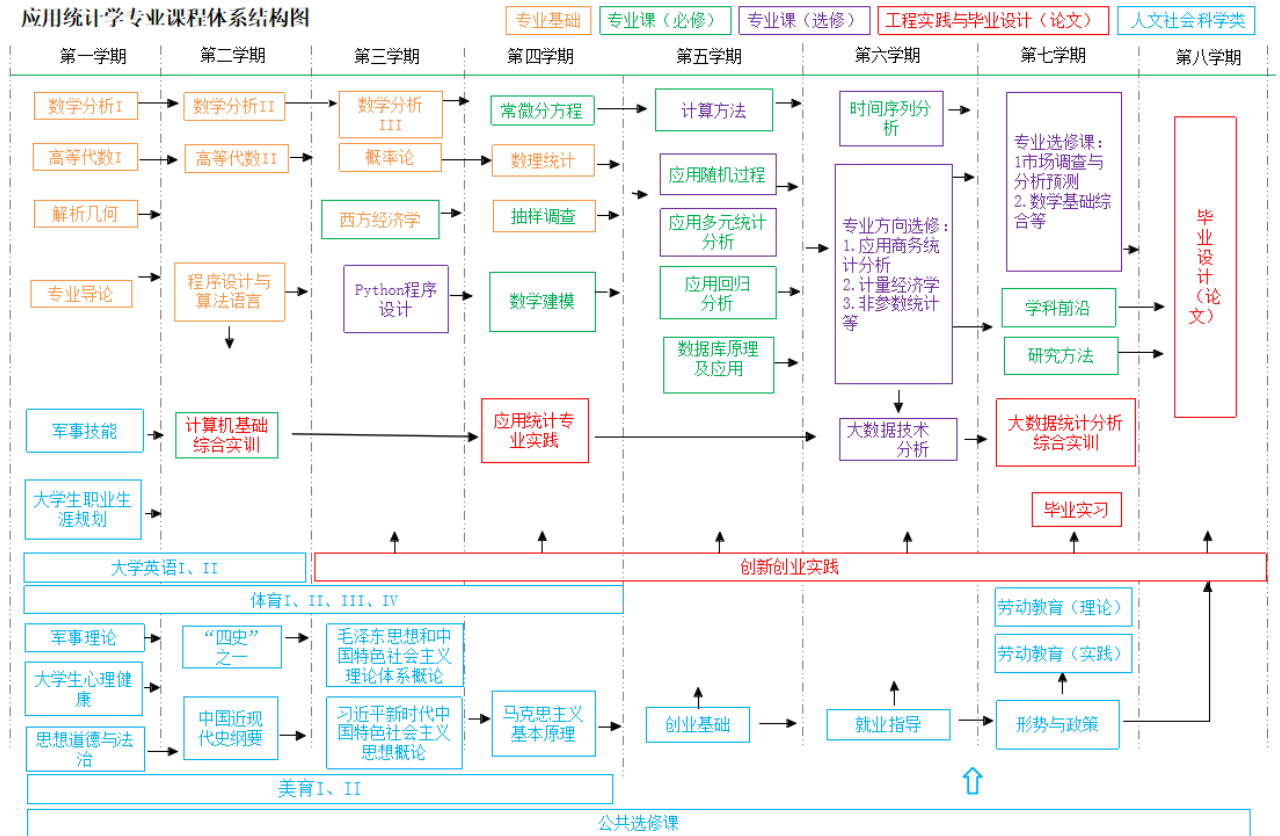 应用统计学专业课程体系结构图
专业基础
专业课（必修）
专业课（选修）
工程实践与毕业设计（论文）
人文社会科学类
第一学期
第二学期
第三学期
第四学期
第五学期
第六学期
第七学期
第八学期
数学分析I
数学分析II
数学分析
III
常微分方程
计算方法
时间序列分
析
高等代数I
高等代数II
概率论
数理统计
应用随机过程
专业选修课：
1市场调查与
分析预测
2.数学基础综
合等
解析几何
西方经济学
抽样调查
应用多元统计
分析
专业方向选修：
1.应用商务统
计分析
2.计量经济学
3.非参数统计
等
毕业设计（论文）
专业导论
程序设计与
算法语言
Python程序
设计
数学建模
应用回归
分析
学科前沿
数据库原理
及应用
研究方法
军事技能
计算机基础
综合实训
应用统计专
业实践
大数据技术
分析
大数据统计分析
综合实训
大学生职业生
涯规划
毕业实习
大学英语I、II
创新创业实践
体育I、II、III、IV
劳动教育（理论）
军事理论
“四史”
之一
毛泽东思想和中
国特色社会主义
理论体系概论
劳动教育（实践）
大学生心理健
康
中国近现
代史纲要
习近平新时代中
国特色社会主义
思想概论
马克思主义
基本原理
创业基础
就业指导
形势与政策
思想道德与法
治
美育I、II
公共选修课